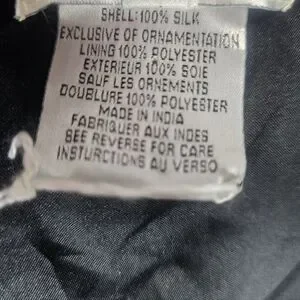 SHELL: 100% SILK
EXCLUSIVE OF ORNAMENTATION
LINING 100% POLYESTER
EXTERIEUR 100% SOIE
SAUF LES ORNEMENTS
DOUBLURE 100% POLYESTER
MADE IN INDIA
FABRIQUER AUX INDES
SEE REVERSE FOR CARE
INSTURCTIONS AU VERSO